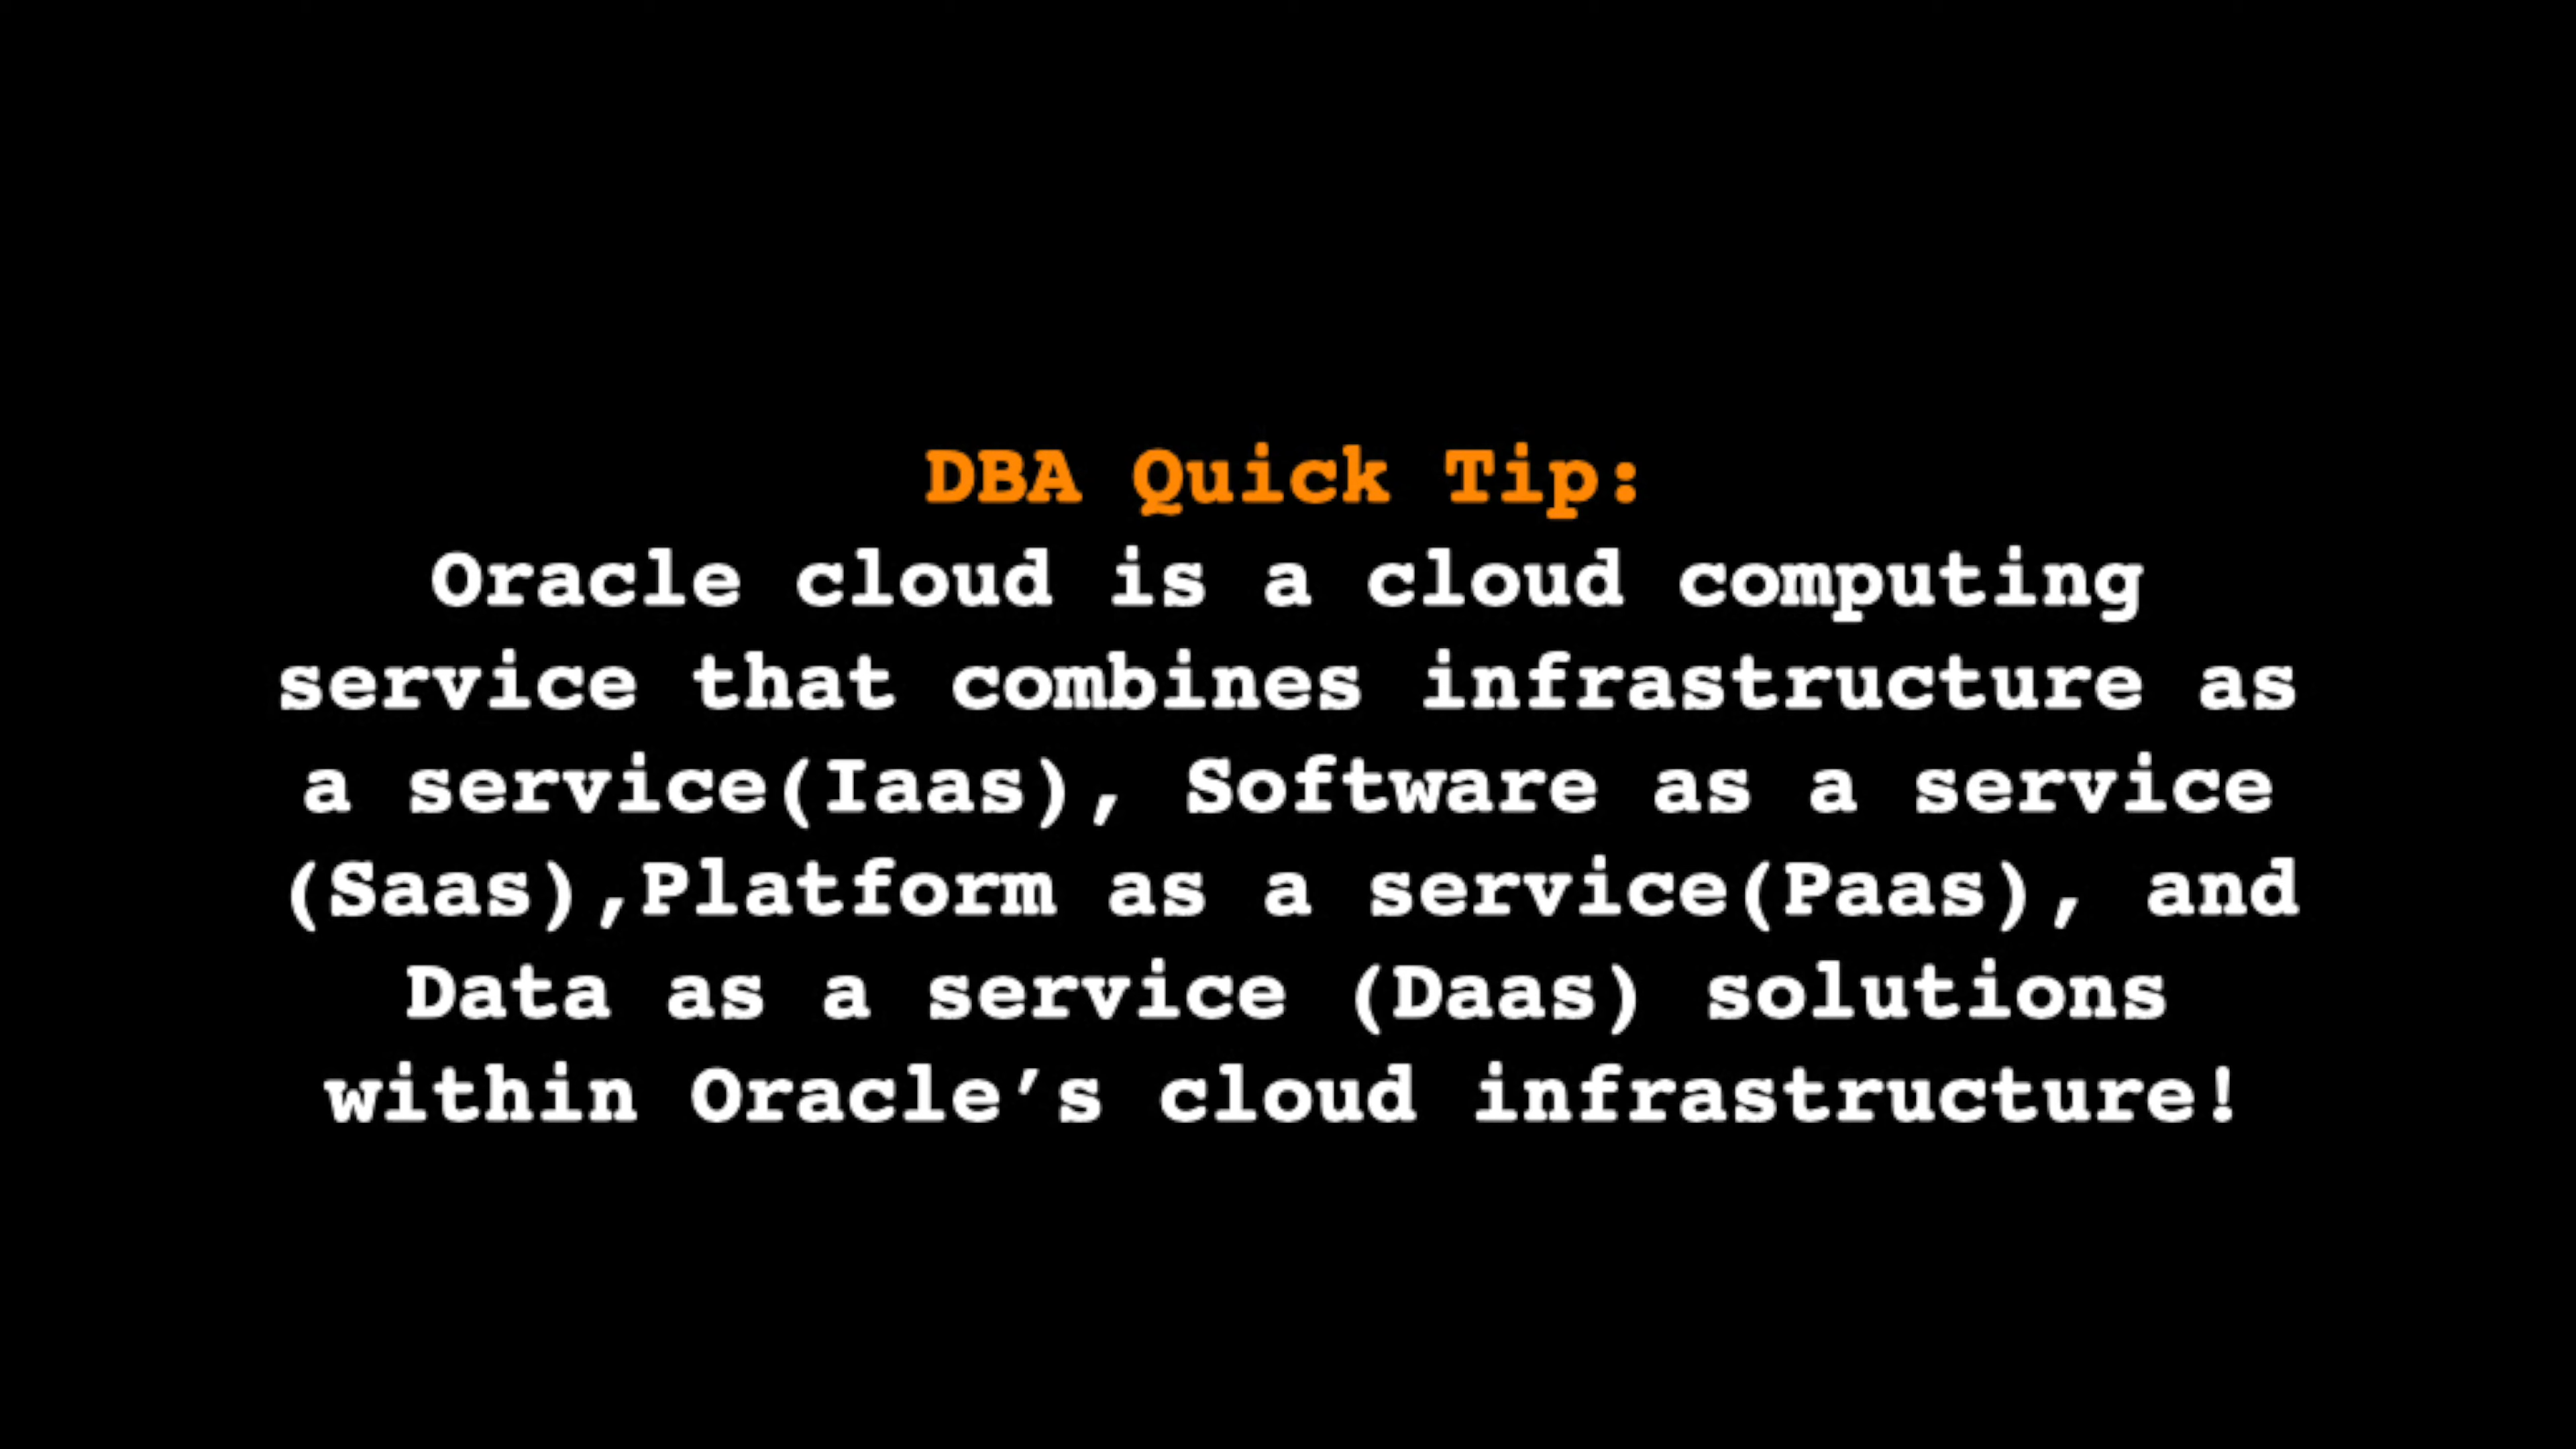 DBA Quick Tip:
Oracle cloud is a cloud computing
service that combines infrastructure as
a service(Iaas), Software as a service
(Saas),Platform as a service(Paas), and
Data as a service (Daas) solutions
within Oracle’s cloud infrastructure!